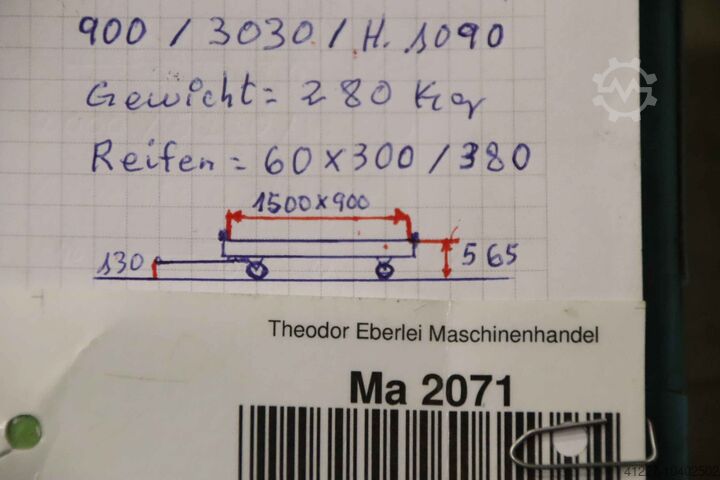 900 / 3030 / H. 1090
Gewicht = 280 Kg
Reifen = 60 x 300 / 380
1500 x 900
130
565
Theodor Eberlei Maschinenhandel
Ma 2071